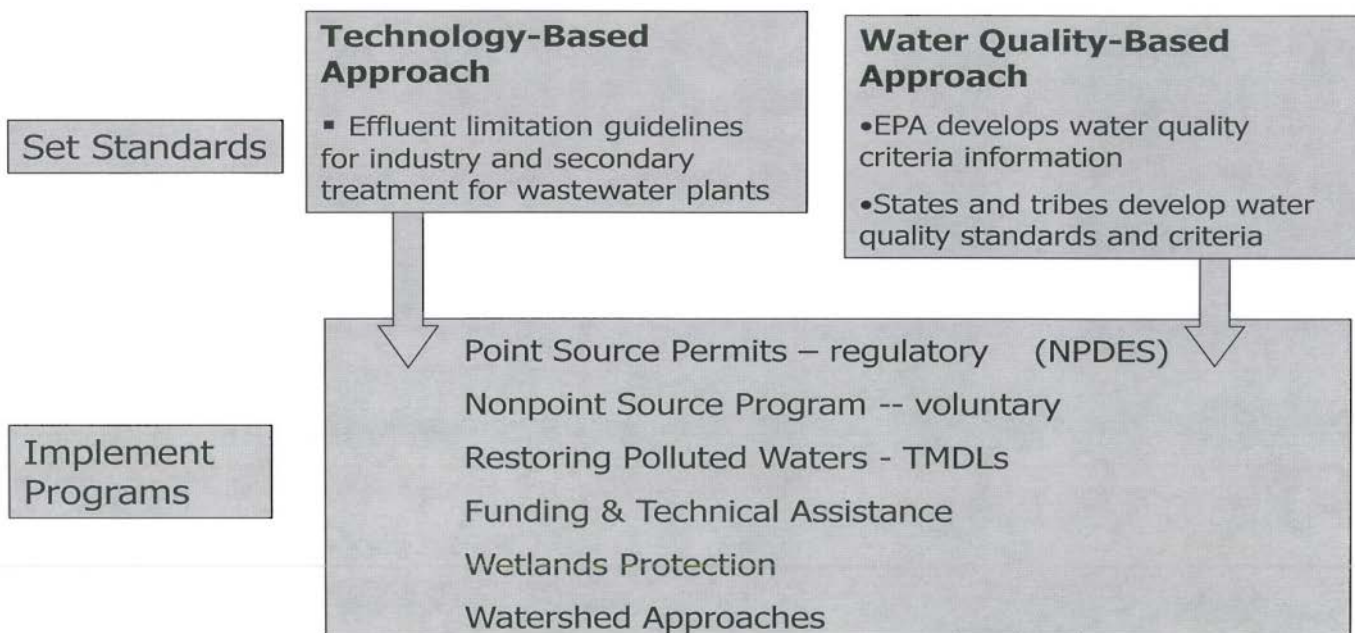 Set Standards
Technology-Based
Approach
▪ Effluent limitation guidelines
for industry and secondary
treatment for wastewater plants
Water Quality-Based
Approach
•EPA develops water quality
criteria information
•States and tribes develop water
quality standards and criteria
Implement
Programs
Point Source Permits – regulatory (NPDES)
Nonpoint Source Program -- voluntary
Restoring Polluted Waters - TMDLs
Funding & Technical Assistance
Wetlands Protection
Watershed Approaches